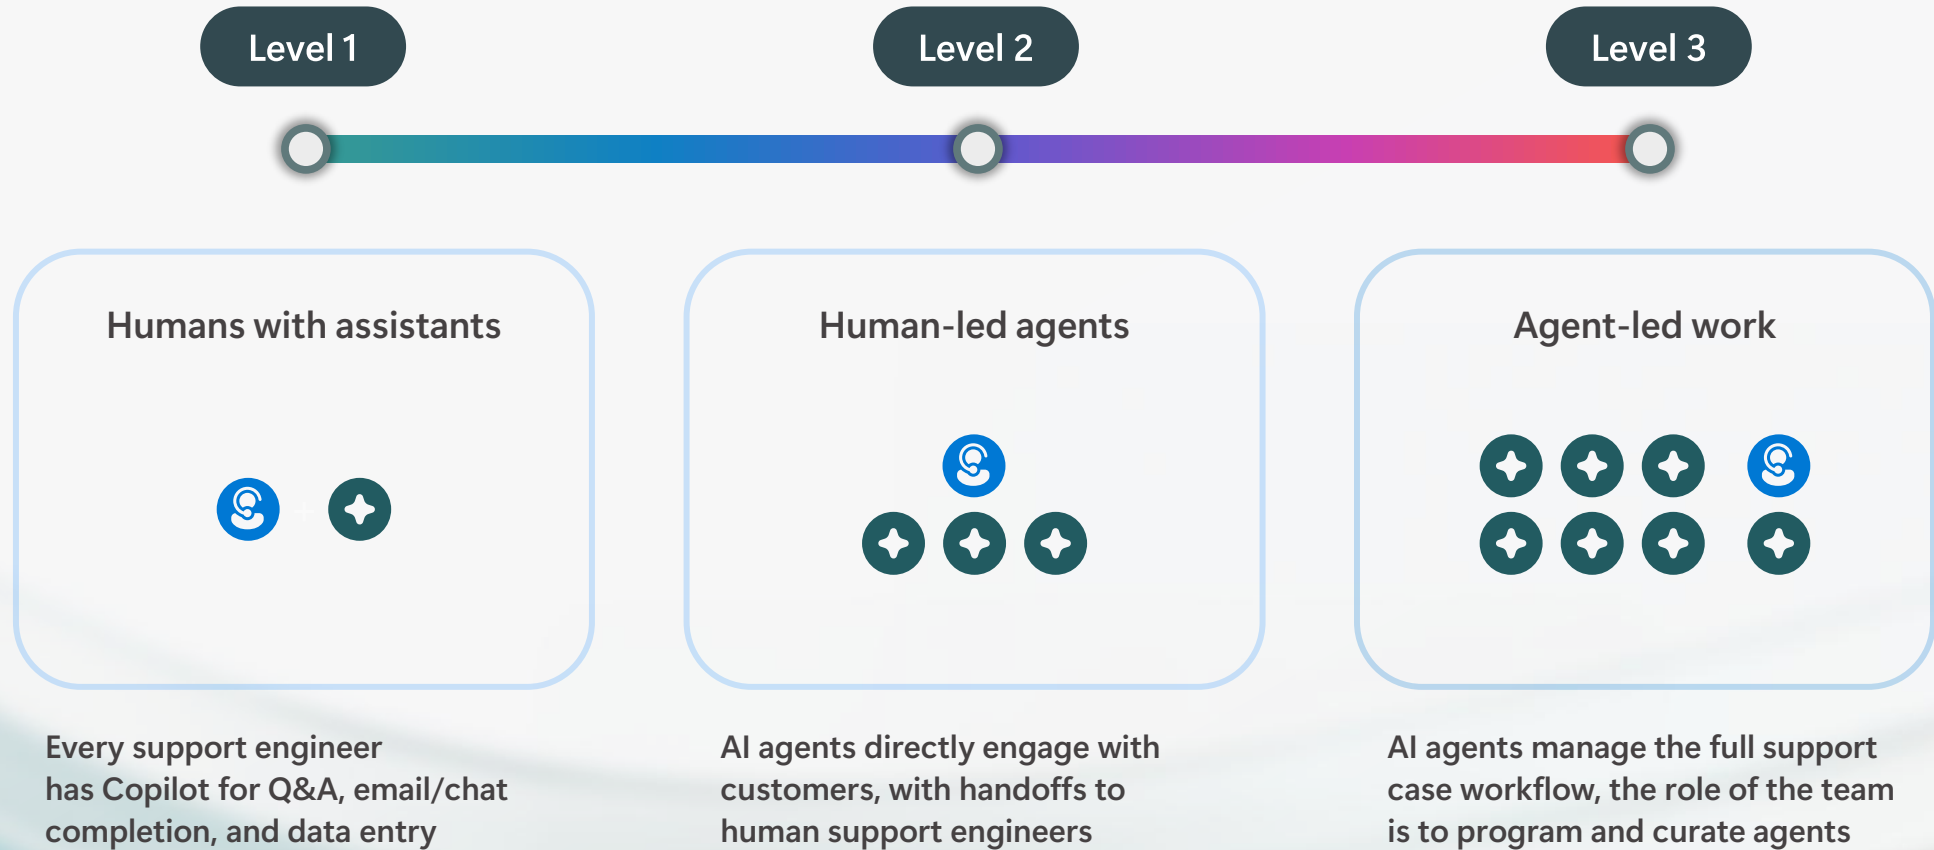 Level 1
Level 2
Level 3
Humans with assistants
Human-led agents
Agent-led work
Every support engineer
has Copilot for Q&A, email/chat
completion, and data entry
AI agents directly engage with
customers, with handoffs to
human support engineers
AI agents manage the full support
case workflow, the role of the team
is to program and curate agents